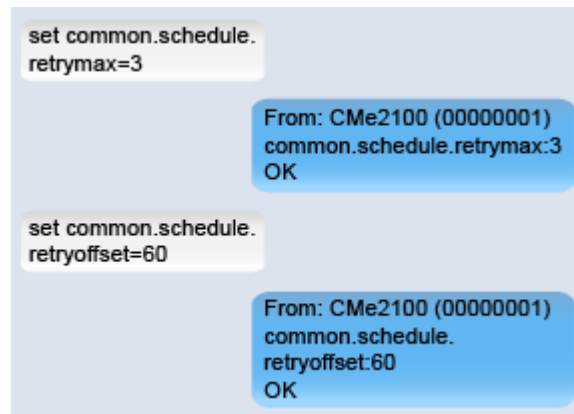 set common.schedule.
retrymax=3
From: CMe2100 (00000001)
common.schedule.retrymax:3
OK
set common.schedule.
retryoffset=60
From: CMe2100 (00000001)
common.schedule.
retryoffset:60
OK